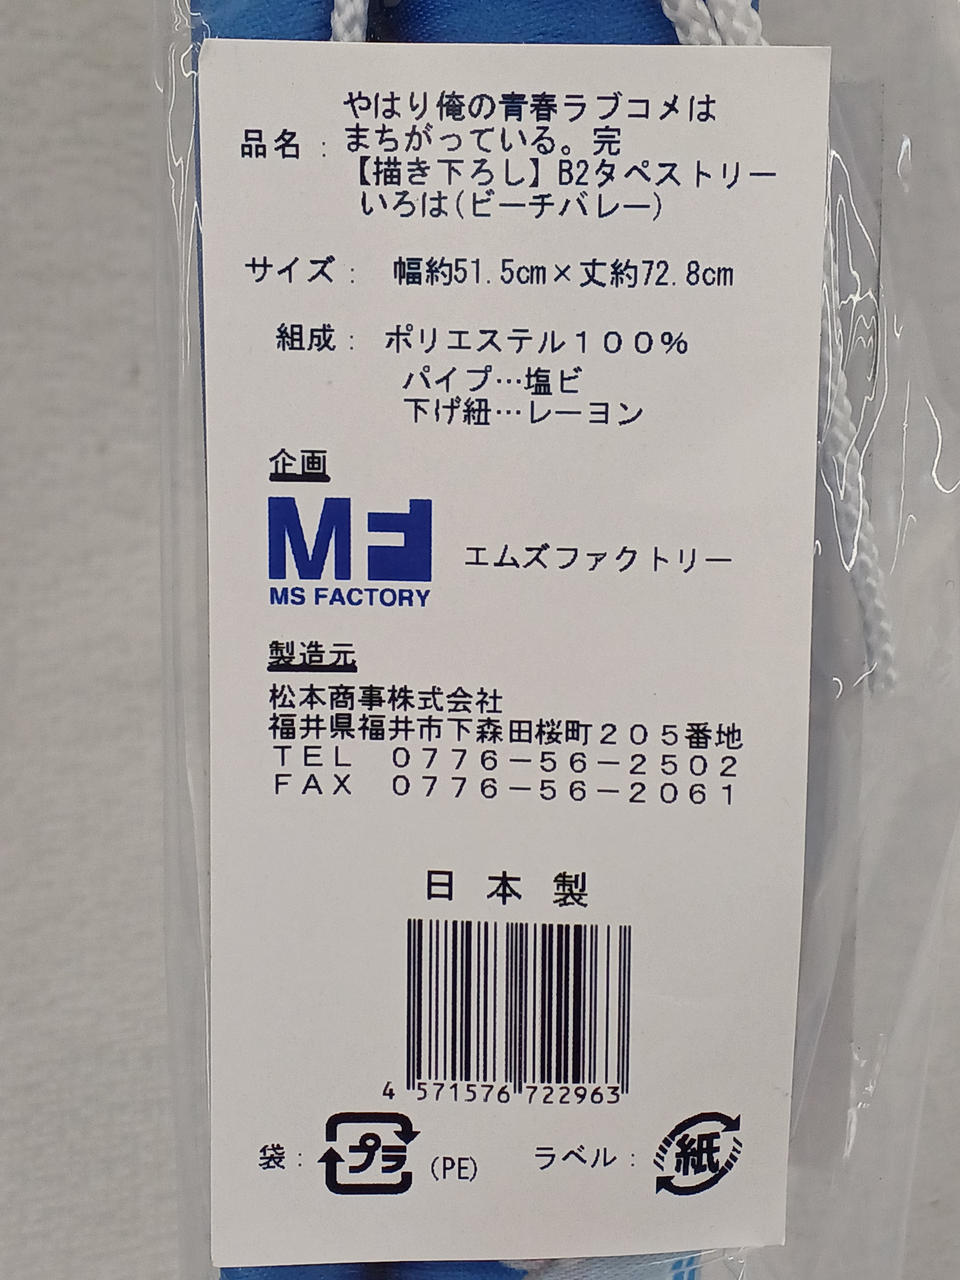 品名:
やはり俺の青春ラブコメは
まちがっている。完
【描き下ろし】B2タペストリー
いろは(ビーチバレー)
サイズ: 幅約51.5cm×丈約72.8cm
組成: ポリエステル100%
パイプ…塩ビ
下げ紐…レーヨン
企画
MF
MS FACTORY
エムズファクトリー
製造元
松本商事株式会社
福井県福井市下森田桜町205番地
TEL 0776-56-2502
FAX 0776-56-2061
日本製
4 571576 722963
袋: プラ (PE) ラベル: 紙